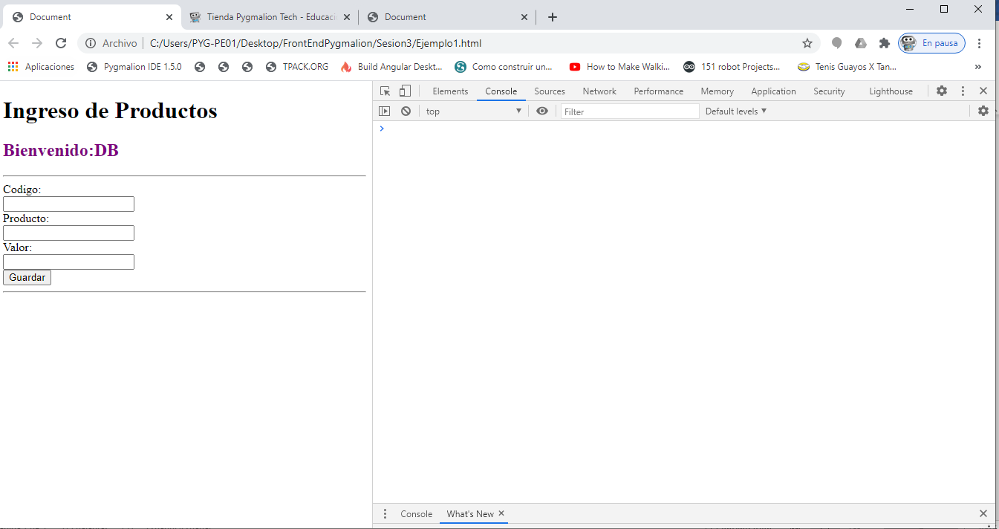 Document
Tienda Pygmalion Tech - Educaci
Document
Archivo
C:/Users/PYG-PE01/Desktop/FrontEndPygmalion/Sesion3/Ejemplo1.html
En pausa
Aplicaciones
Pygmalion IDE 1.5.0
TPACK.ORG
Build Angular Deskt...
Como construir un...
How to Make Walki...
151 robot Projects...
Tenis Guayos X Tan...
»
Ingreso de Productos
Bienvenido:DB
Codigo:
Producto:
Valor:
Guardar
Elements Console Sources Network Performance Memory Application Security Lighthouse
top Filter Default levels
Console What's New